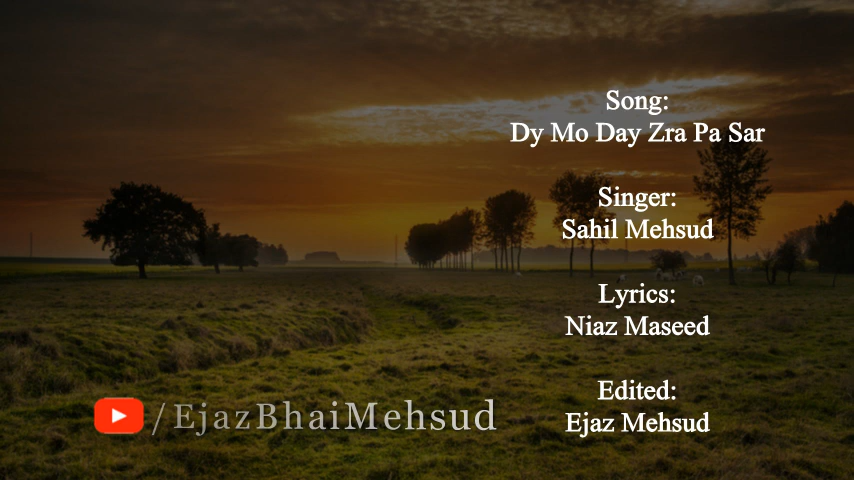 Song:
Dy Mo Day Zra Pa Sar
Singer:
Sahil Mehsud
Lyrics:
Niaz Maseed
Edited:
Ejaz Mehsud
/EjazBhaiMehsud